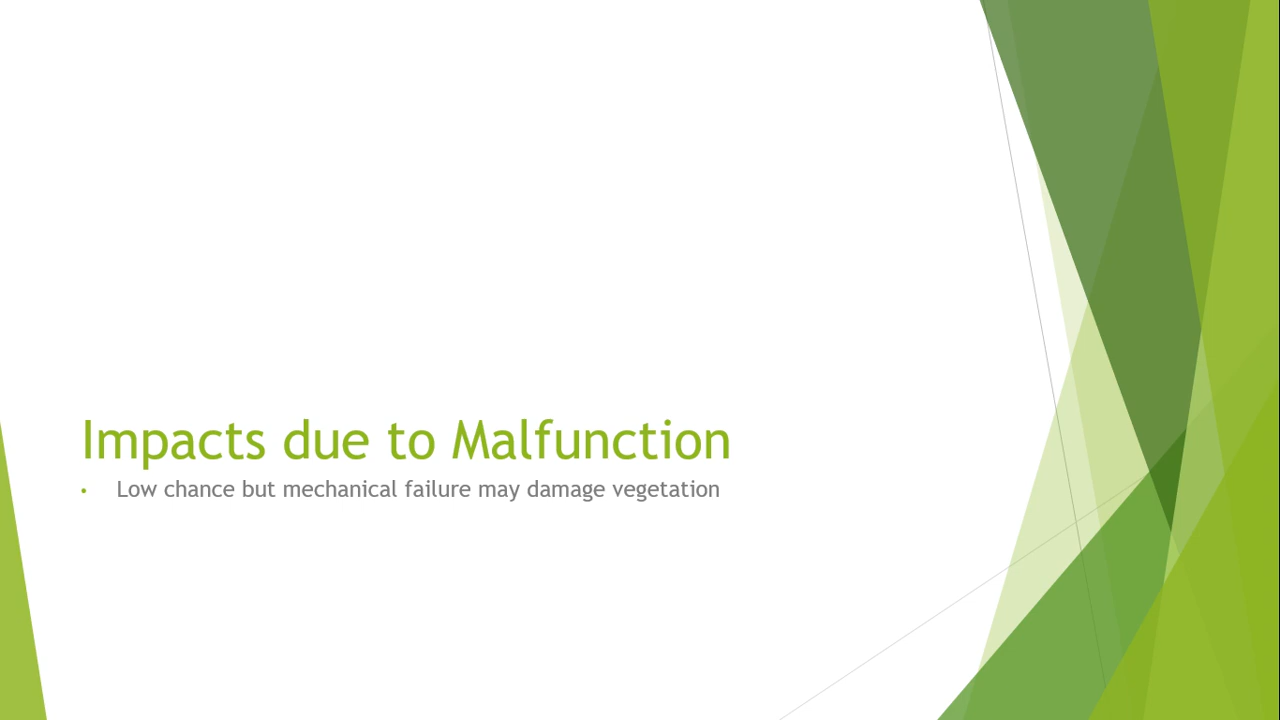 Impacts due to Malfunction
• Low chance but mechanical failure may damage vegetation